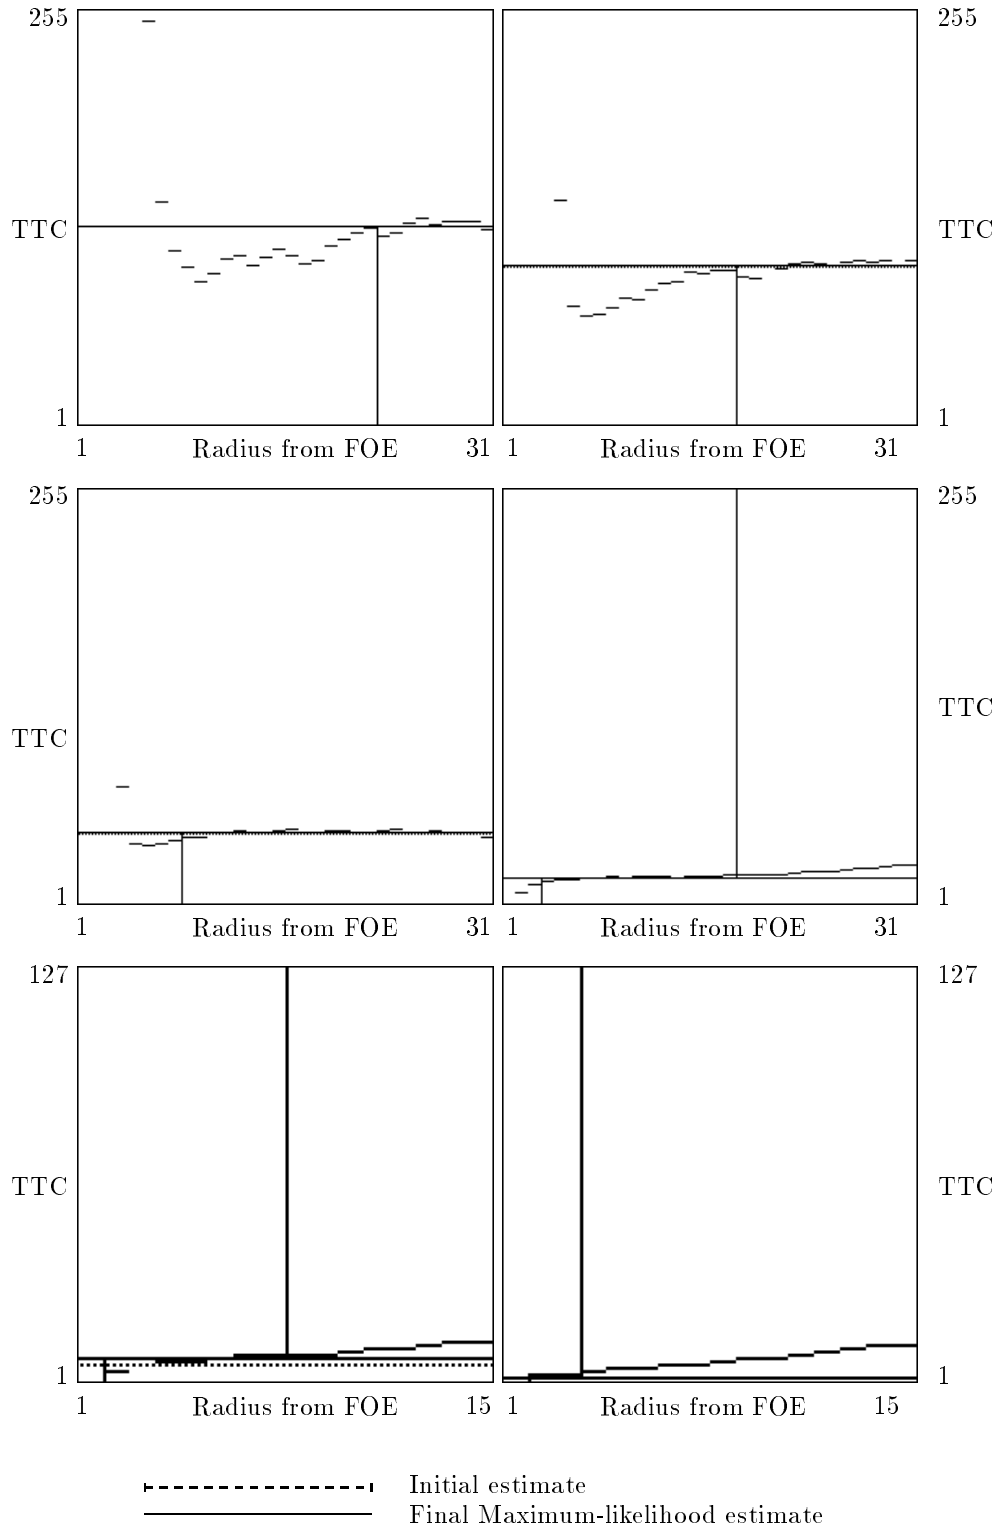 255 255
TTC TTC
1 1
1 Radius from FOE 31 1 Radius from FOE 31
255 255
TTC TTC
1 1
1 Radius from FOE 31 1 Radius from FOE 31
127 127
TTC TTC
1 1
1 Radius from FOE 15 1 Radius from FOE 15
Initial estimate
Final Maximum-likelihood estimate